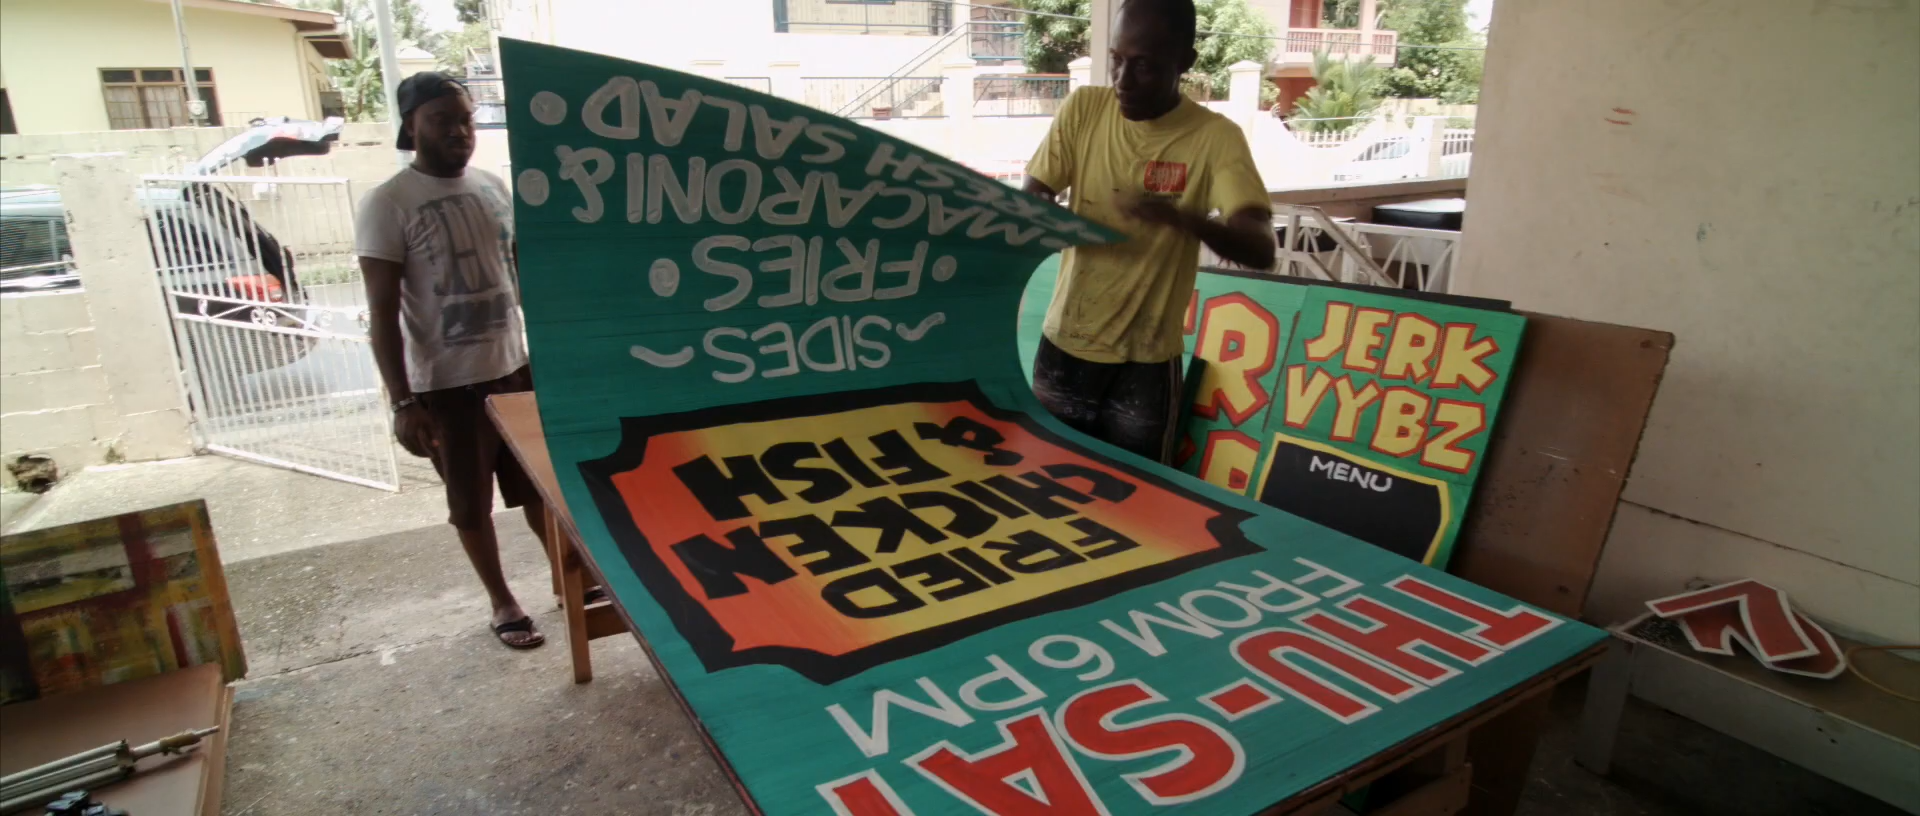 THU-SAT
FROM 6 PM
FRIED
CHICKEN
& FISH
~SIDES~
• FRIES •
• MACARONI & •
• FRESH SALAD •
JERK
VYBZ
MENU